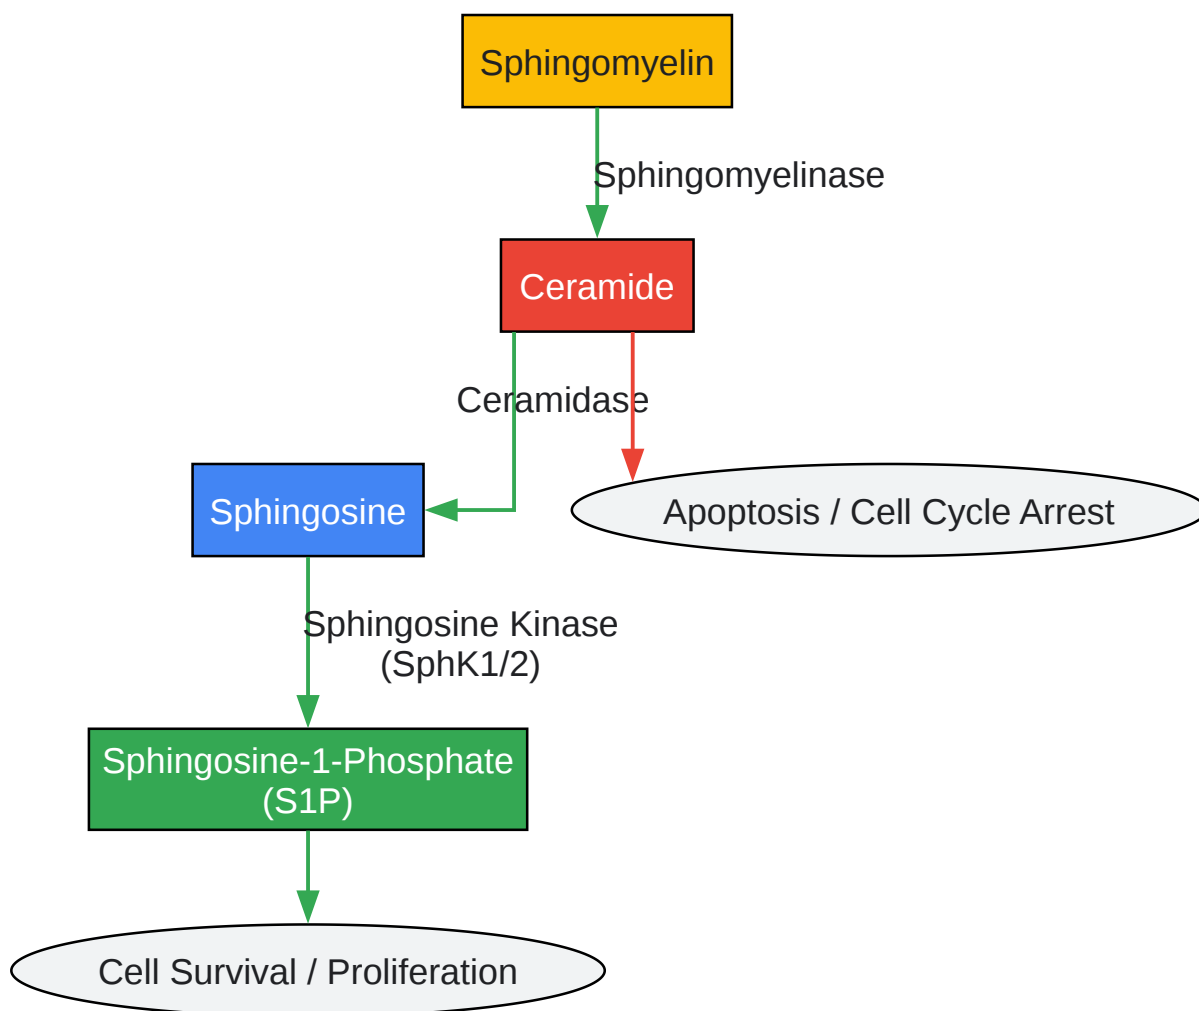 Sphingomyelin
Sphingomyelinase
Ceramide
Ceramidase
Sphingosine
Apoptosis / Cell Cycle Arrest
Sphingosine Kinase
(SphK1/2)
Sphingosine-1-Phosphate
(S1P)
Cell Survival / Proliferation